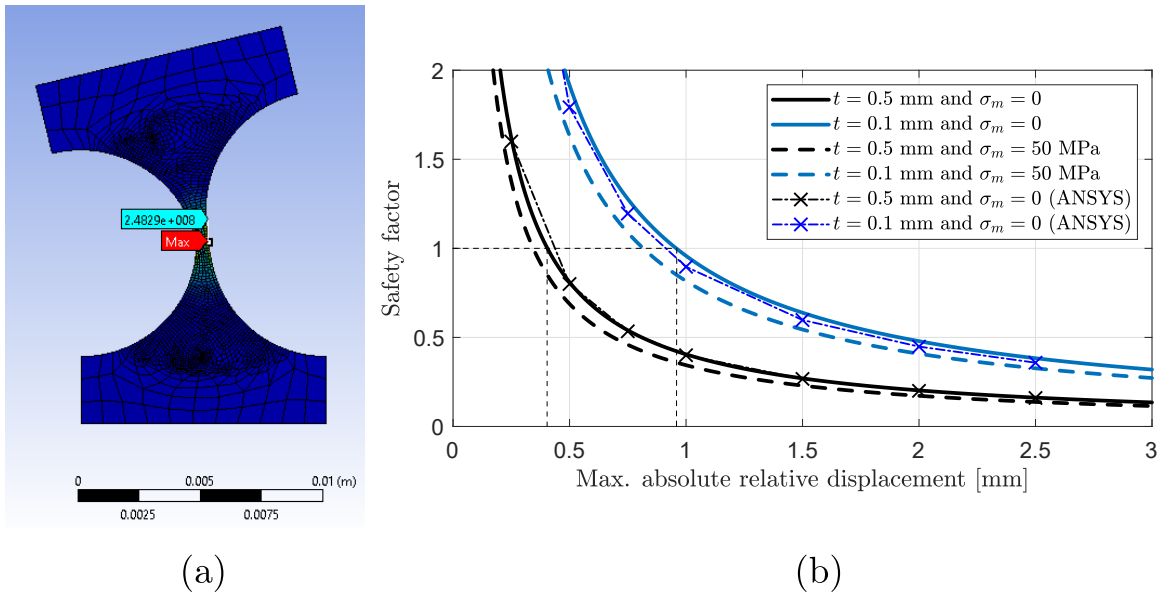 2.4829e+008
Max
0
0.005
0.01 (m)
0.0025
0.0075
(a)
Safety factor
2
1.5
1
0.5
0
0
0.5
1
1.5
2
2.5
3
Max. absolute relative displacement [mm]
t = 0.5 mm and σm = 0
t = 0.1 mm and σm = 0
t = 0.5 mm and σm = 50 MPa
t = 0.1 mm and σm = 50 MPa
t = 0.5 mm and σm = 0 (ANSYS)
t = 0.1 mm and σm = 0 (ANSYS)
(b)